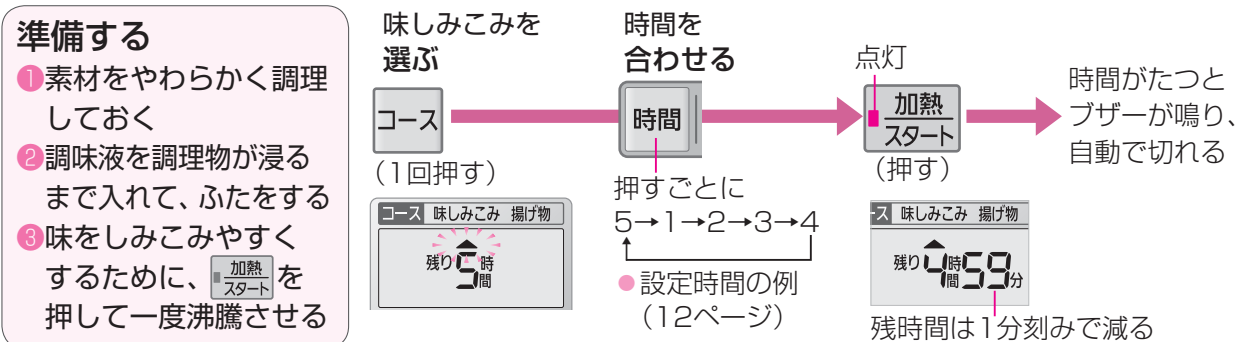 準備する
❶素材をやわらかく調理
しておく
❷調味液を調理物が浸る
まで入れて、ふたをする
❸味をしみこみやすく
するために、加熱 スタートを
押して一度沸騰させる
味しみこみを
選ぶ
コース
(1回押す)
コース 味しみこみ 揚げ物
残り5時間
時間を
合わせる
時間
押すごとに
5→1→2→3→4
●設定時間の例
(12ページ)
点灯
加熱
スタート
(押す)
ース 味しみこみ 揚げ物
残り4時間59分
残時間は1分刻みで減る
時間がたつと
ブザーが鳴り、
自動で切れる